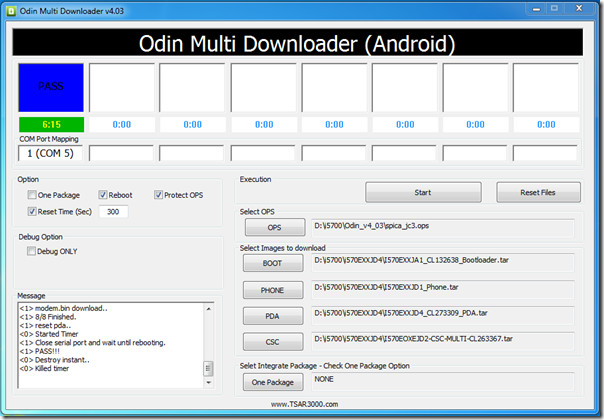 Odin Multi Downloader v4.03
Odin Multi Downloader (Android)
PASS
6:15 0:00 0:00 0:00 0:00 0:00 0:00 0:00
COM Port Mapping
1 (COM 5)
Option
One Package Reboot Protect OPS
Reset Time (Sec) 300
Debug Option
Debug ONLY
Message
<1> modem.bin download..
<1> 8/8 Finished.
<1> reset pda..
<0> Started Timer
<1> Close serial port and wait until rebooting.
<1> PASS!!!
<0> Destroy instant..
<0> Killed timer
Execution
Start Reset Files
Select OPS
OPS D:\5700\Odin_v4_03\spica_jc3.ops
Select Images to download
BOOT D:\5700\I570EXXJD4\I570EXXJA1_CL132638_Bootloader.tar
PHONE D:\5700\I570EXXJD4\I570EXXJD1_Phone.tar
PDA D:\5700\I570EXXJD4\I570EXXJD4_CL273309_PDA.tar
CSC D:\5700\I570EXXJD4\I570EOXEJD2-CSC-MULTI-CL263367.tar
Selet Integrate Package - Check One Package Option
One Package NONE
www.TSAR3000.com